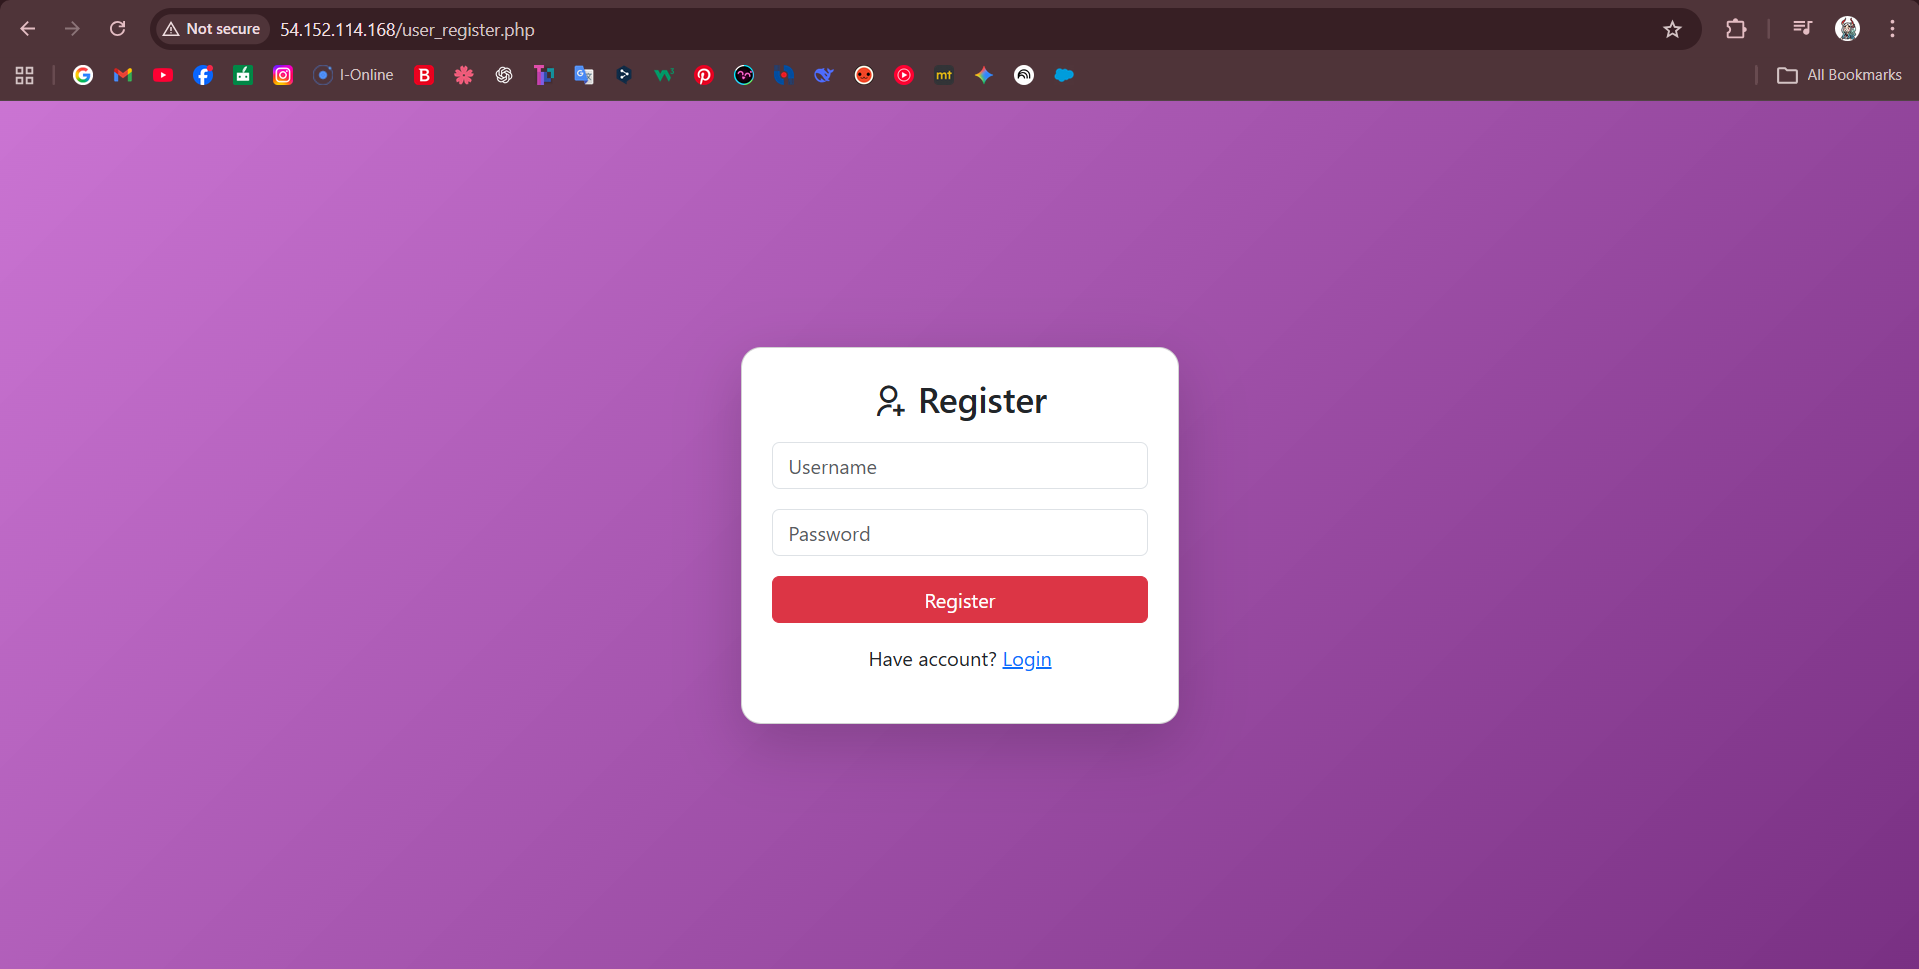 Not secure 54.152.114.168/user_register.php
I-Online B mt All Bookmarks
Register
Username
Password
Register
Have account? Login